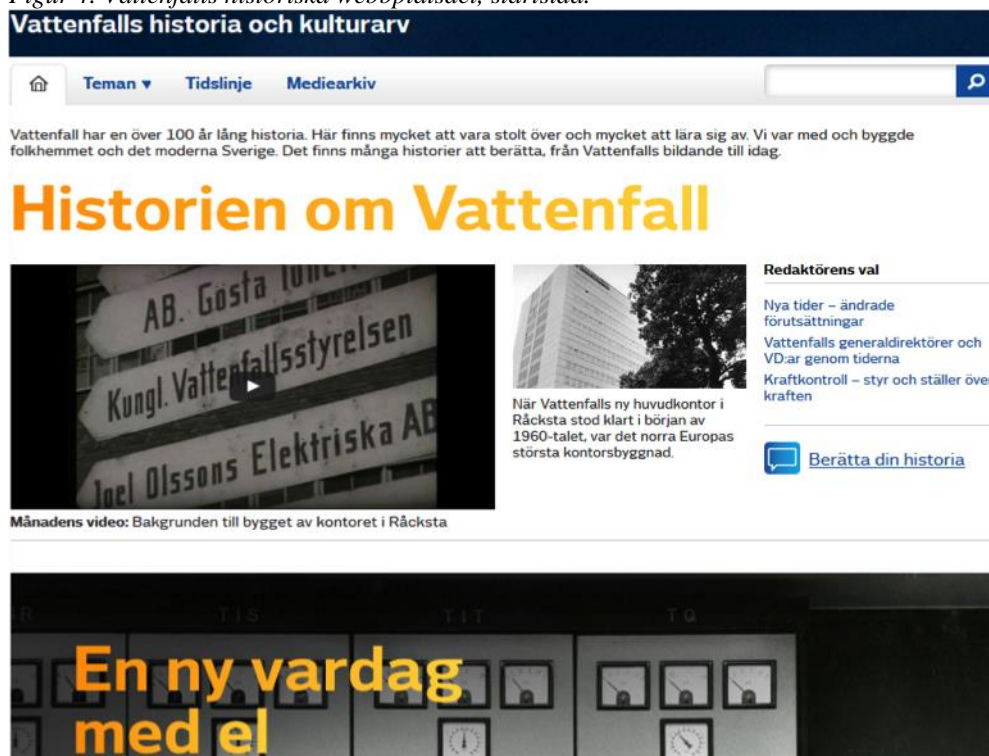 Vattenfalls historia och kulturarv
Teman ▼ Tidslinje Mediearkiv
Vattenfall har en över 100 år lång historia. Här finns mycket att vara stolt över och mycket att lära sig av. Vi var med och byggde
folkhemmet och det moderna Sverige. Det finns många historier att berätta, från Vattenfalls bildande till idag.
Historien om Vattenfall
AB. Gösta
Kungl. Vattenfallsstyrelsen
Joel Olssons Elektriska AB
Månadens video: Bakgrunden till bygget av kontoret i Råcksta
När Vattenfalls ny huvudkontor i
Råcksta stod klart i början av
1960-talet, var det norra Europas
största kontorsbyggnad.
Redaktörens val
Nya tider – ändrade
förutsättningar
Vattenfalls generaldirektörer och
VD:ar genom tiderna
Kraftkontroll – styr och ställer över
kraften
Berätta din historia
TIS TIT TQ
En ny vardag
med el